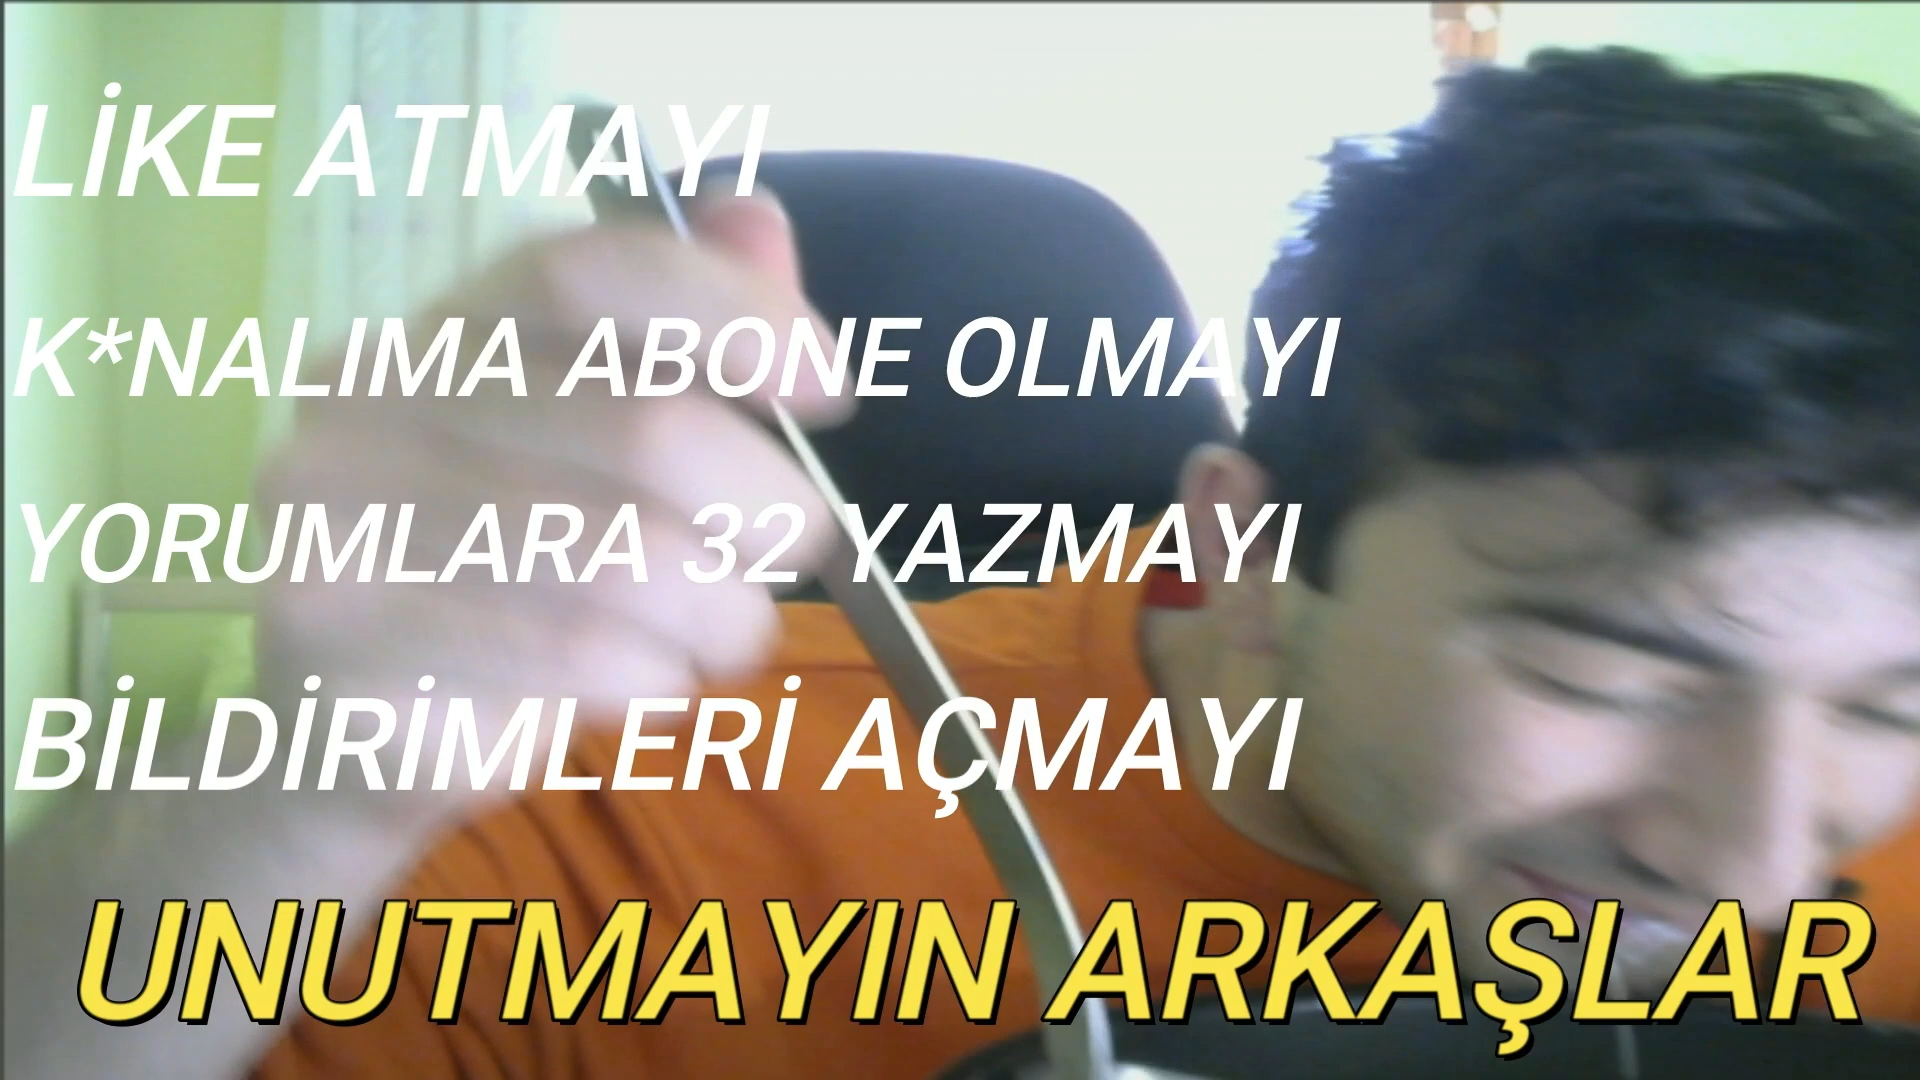 LİKE ATMAYI
K*NALIMA ABONE OLMAYI
YORUMLARA 32 YAZMAYI
BİLDİRİMLERİ AÇMAYI
UNUTMAYIN ARKAŞLAR